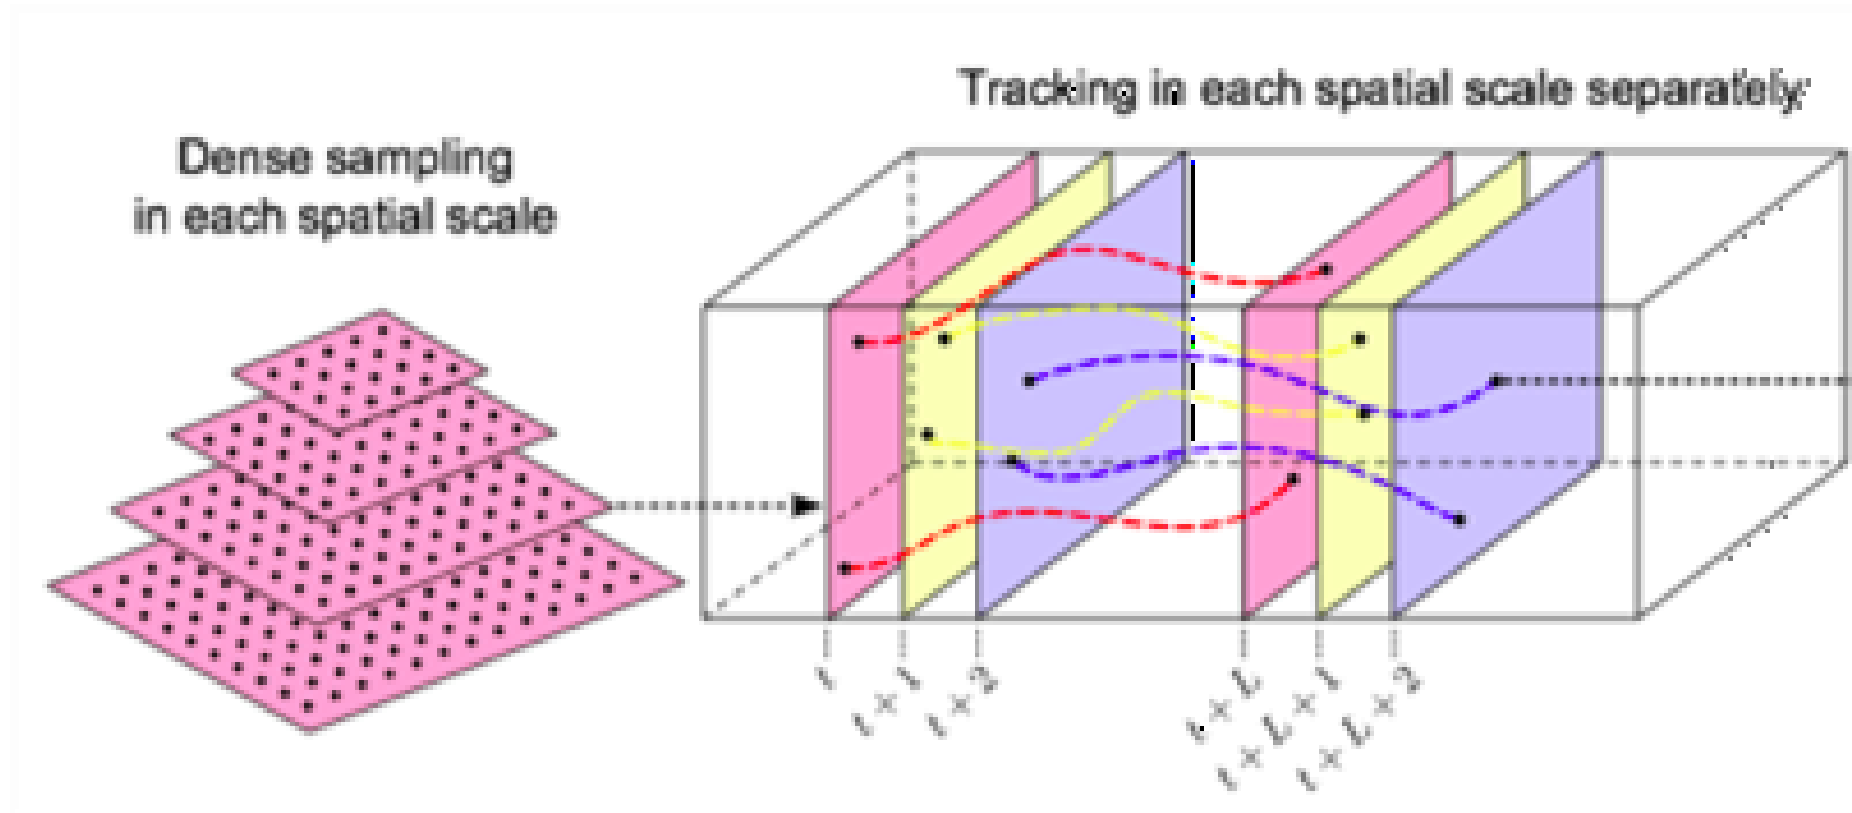 Dense sampling
in each spatial scale
Tracking in each spatial scale separately
t
t + 1
t + 2
t + L
t + L + 1
t + L + 2